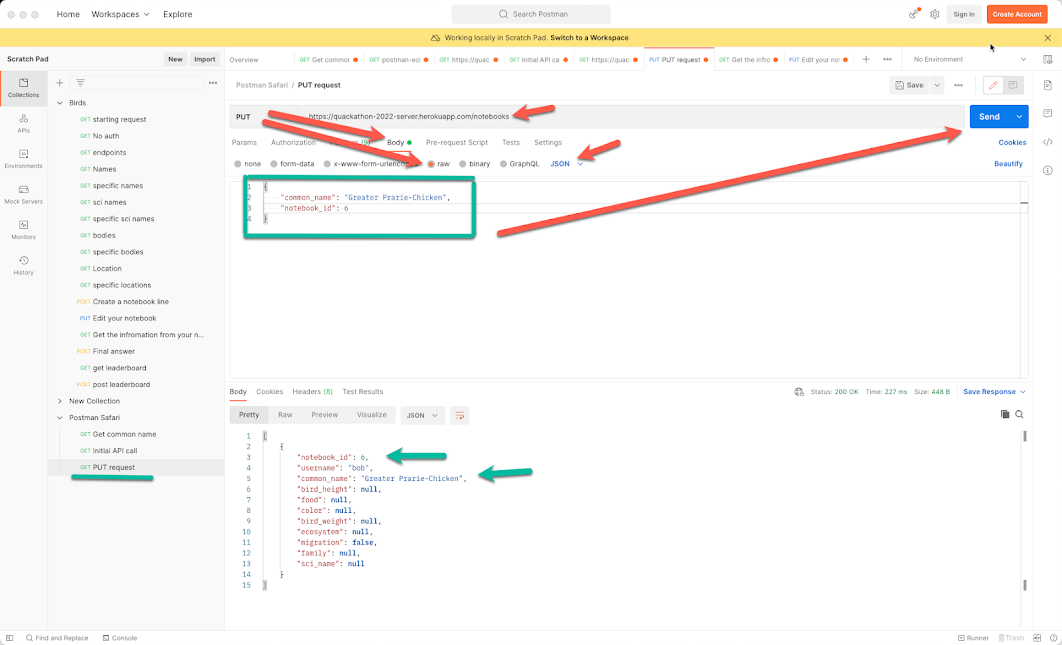 Home Workspaces Explore Search Postman Sign In Create Account
Working locally in Scratch Pad. Switch to a Workspace
Scratch Pad New Import Overview GET Get common GET postman-eci GET https://quac GET Initial API ca GET https://quac PUT PUT request GET Get the infro PUT Edit your no No Environment
Collections
APIs
Environments
Mock Servers
Monitors
History
Birds
GET starting request
GET No auth
GET endpoints
GET Names
GET specific names
GET sci names
GET specific sci names
GET bodies
GET specific bodies
GET Location
GET specific locations
POST Create a notebook line
PUT Edit your notebook
GET Get the infromation from your n...
POST Final answer
GET get leaderboard
POST post leaderboard
New Collection
Postman Safari
GET Get common name
GET Initial API call
GET PUT request
Postman Safari / PUT request Save
PUT https://quackathon-2022-server.herokuapp.com/notebooks Send
Params Authorization (9) Body Pre-request Script Tests Settings Cookies
none form-data x-www-form-urlenco raw binary GraphQL JSON Beautify
1 {
2 "common_name": "Greater Prarie-Chicken",
3 "notebook_id": 6
4 }
Body Cookies Headers (8) Test Results Status: 200 OK Time: 227 ms Size: 448 B Save Response
Pretty Raw Preview Visualize JSON
1 [
2 {
3 "notebook_id": 6,
4 "username": "bob",
5 "common_name": "Greater Prarie-Chicken",
6 "bird_height": null,
7 "food": null,
8 "color": null,
9 "bird_weight": null,
10 "ecosystem": null,
11 "migration": false,
12 "family": null,
13 "sci_name": null
14 }
15 ]
Find and Replace Console Runner Trash